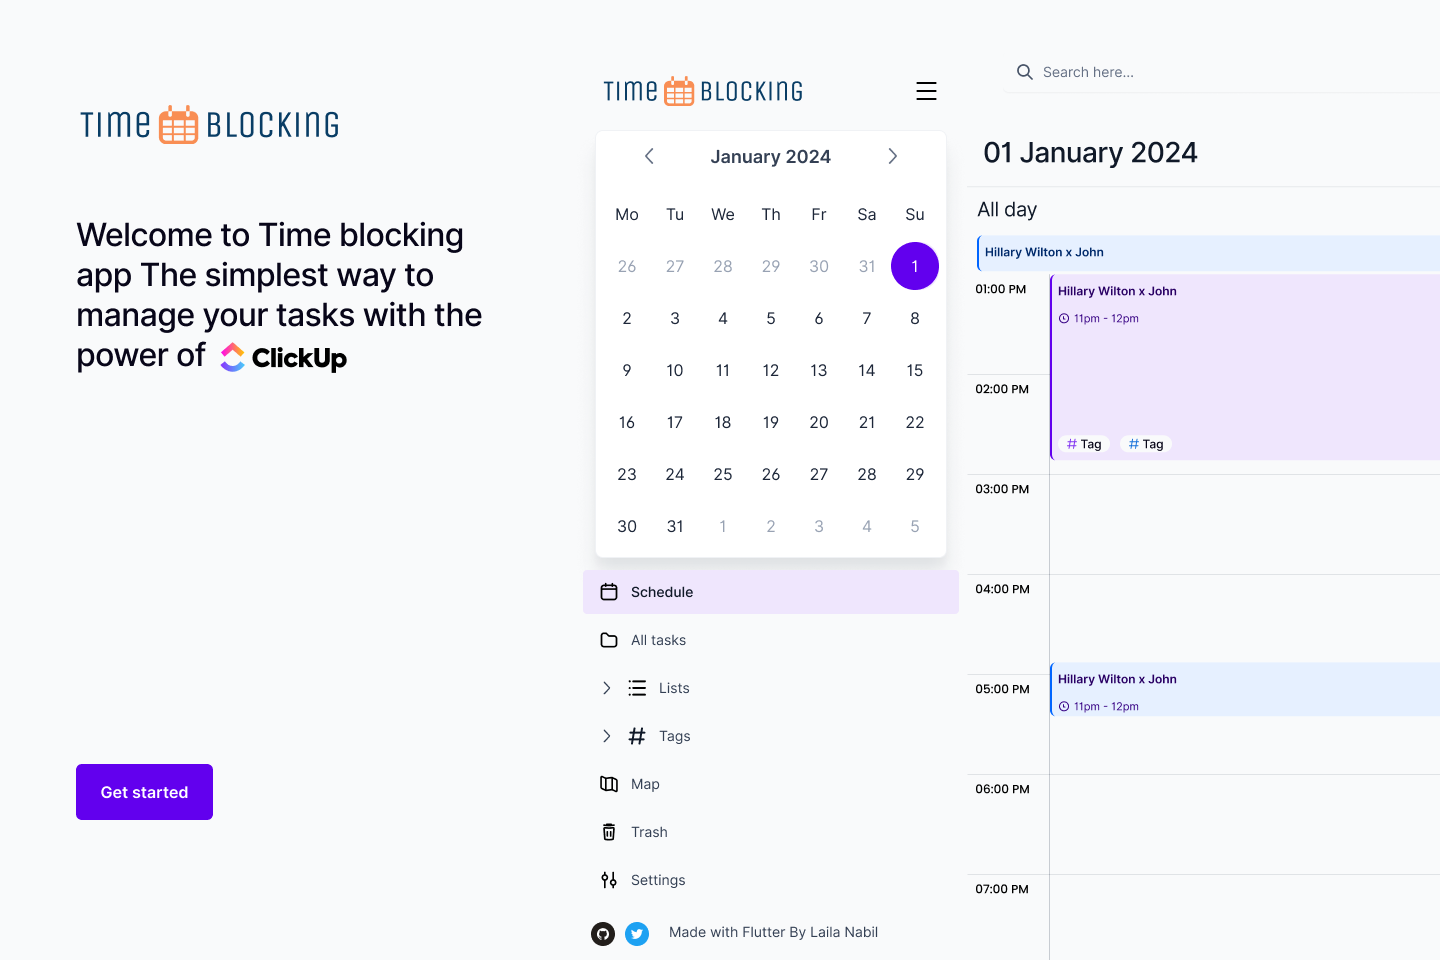 TIME BLOCKING
Welcome to Time blocking
app The simplest way to
manage your tasks with the
power of ClickUp
Get started
TIME BLOCKING
January 2024
Mo Tu We Th Fr Sa Su
26 27 28 29 30 31 1
2 3 4 5 6 7 8
9 10 11 12 13 14 15
16 17 18 19 20 21 22
23 24 25 26 27 28 29
30 31 1 2 3 4 5
Schedule
All tasks
Lists
# Tags
Map
Trash
Settings
Made with Flutter By Laila Nabil
Search here...
01 January 2024
All day
Hillary Wilton x John
01:00 PM
Hillary Wilton x John
11pm - 12pm
02:00 PM
# Tag # Tag
03:00 PM
04:00 PM
Hillary Wilton x John
05:00 PM
11pm - 12pm
06:00 PM
07:00 PM